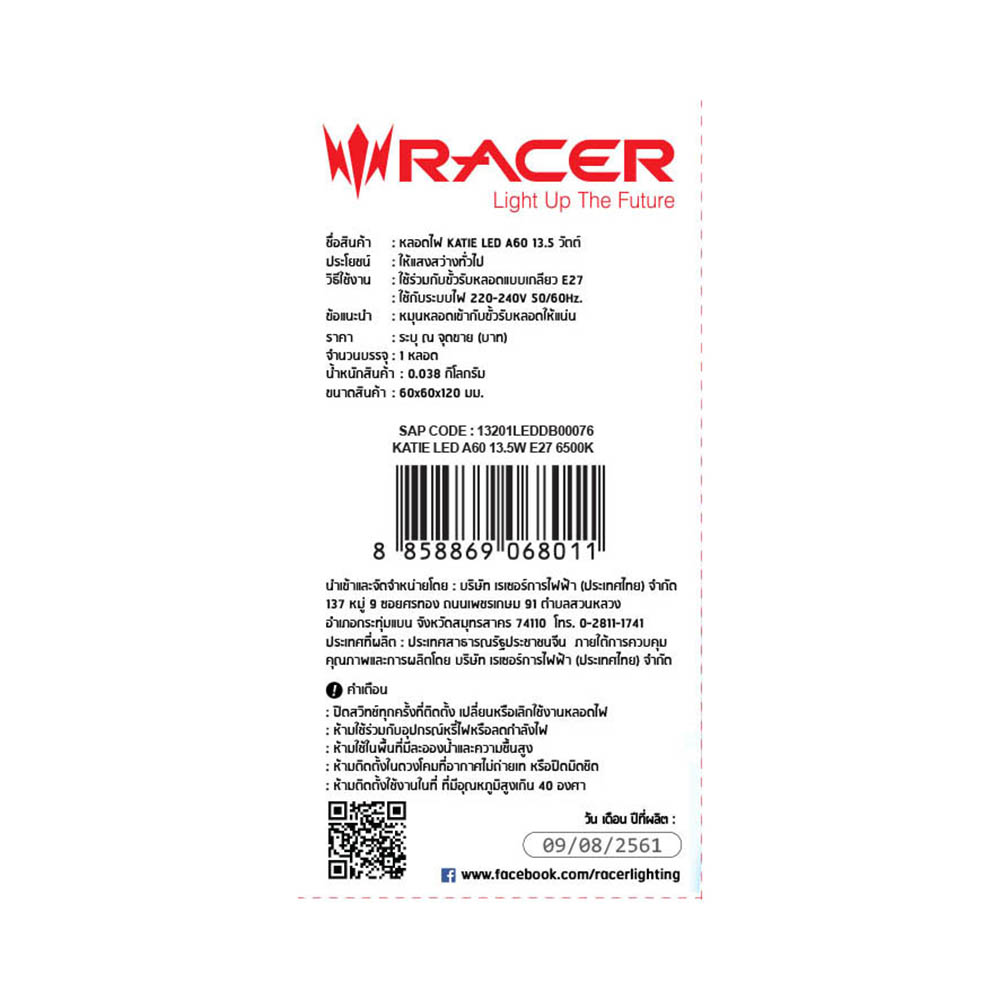 RACER
Light Up The Future
ชื่อสินค้า : หลอดไฟ KATIE LED A60 13.5 วัตต์
ประโยชน์ : ให้แสงสว่างทั่วไป
วิธีใช้งาน : ใช้ร่วมกับขั้วรับหลอดแบบเกลียว E27
: ใช้กับระบบไฟ 220-240V 50/60Hz.
ข้อแนะนำ : หมุนหลอดเข้ากับขั้วรับหลอดให้แน่น
ราคา : ระบุ ณ จุดขาย (บาท)
จำนวนบรรจุ : 1 หลอด
น้ำหนักสินค้า : 0.038 กิโลกรัม
ขนาดสินค้า : 60x60x120 มม.
SAP CODE : 13201LEDDB00076
KATIE LED A60 13.5W E27 6500K
8 858869 068011
นำเข้าและจัดจำหน่ายโดย : บริษัท เรเซอร์การไฟฟ้า (ประเทศไทย) จำกัด
137 หมู่ 9 ซอยศรทอง ถนนเพชรเกษม 91 ตำบลสวนหลวง
อำเภอกระทุ่มแบน จังหวัดสมุทรสาคร 74110 โทร. 0-2811-1741
ประเทศที่ผลิต : ประเทศสาธารณรัฐประชาชนจีน ภายใต้การควบคุม
คุณภาพและการผลิตโดย บริษัท เรเซอร์การไฟฟ้า (ประเทศไทย) จำกัด
คำเตือน
: ปิดสวิทช์ทุกครั้งที่ติดตั้ง เปลี่ยนหรือเลิกใช้งานหลอดไฟ
: ห้ามใช้ร่วมกับอุปกรณ์หรี่ไฟหรือลดกำลังไฟ
: ห้ามใช้ในพื้นที่มีละอองน้ำและความชื้นสูง
: ห้ามติดตั้งในดวงโคมที่อากาศไม่ถ่ายเท หรือปิดมิดชิด
: ห้ามติดตั้งใช้งานในที่ ที่มีอุณหภูมิสูงเกิน 40 องศา
วัน เดือน ปีที่ผลิต :
09/08/2561
www.facebook.com/racerlighting